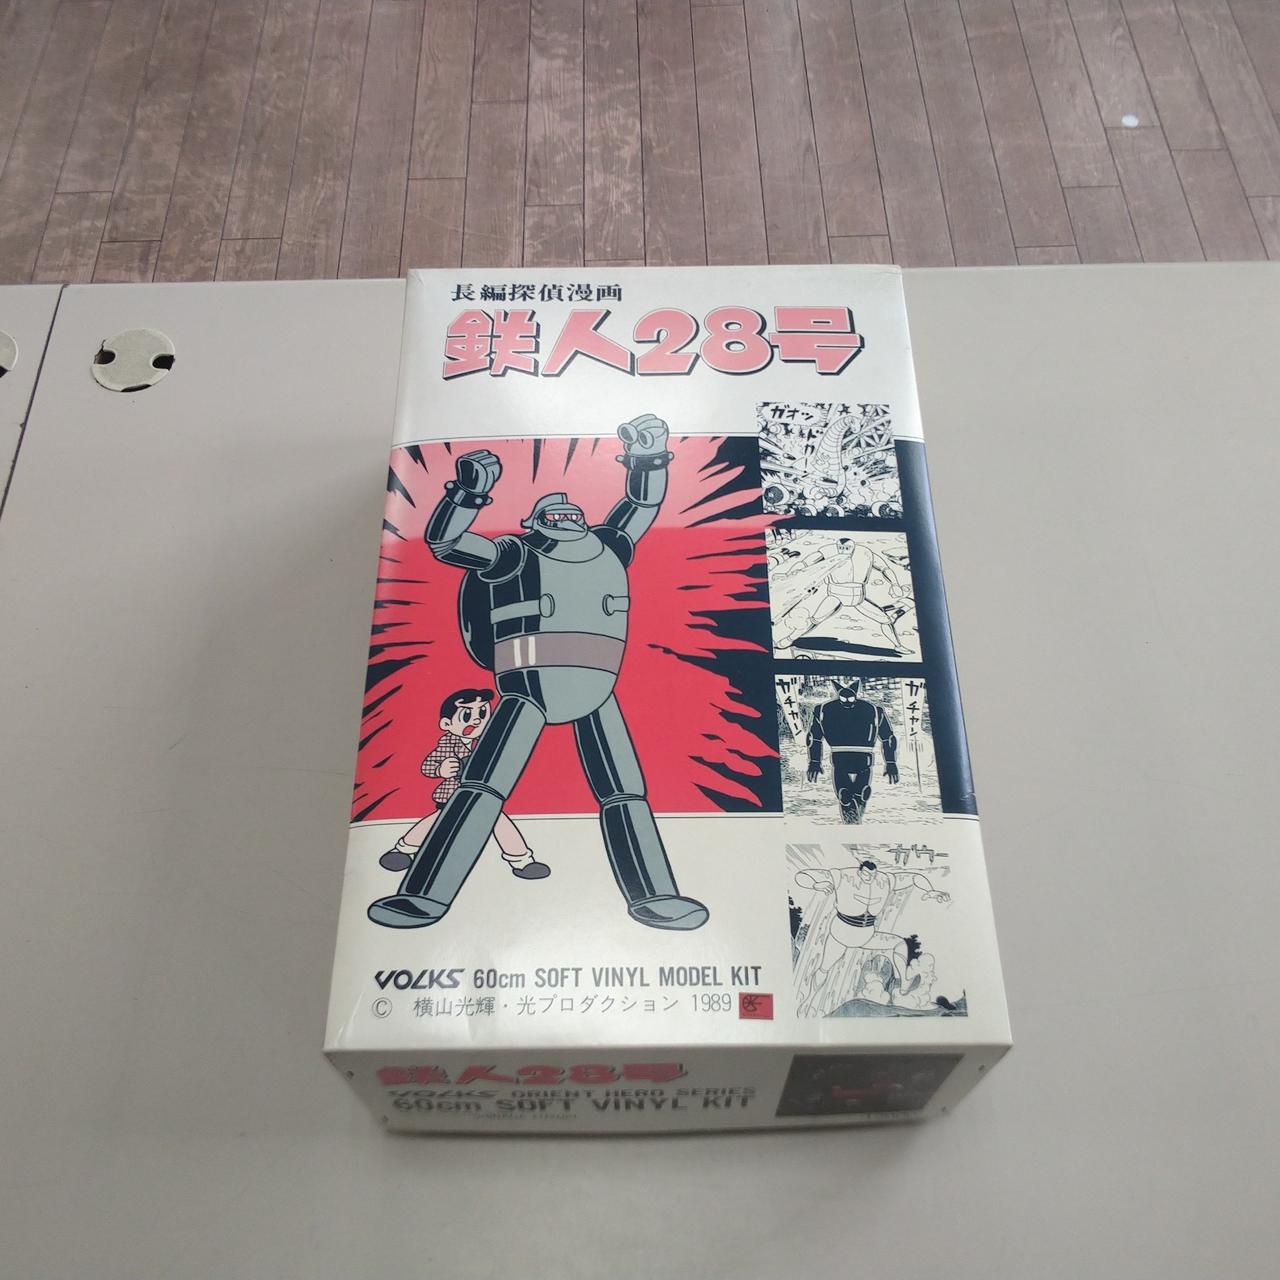 長編探偵漫画
鉄人28号
ガオッ
ガチャーン
ガチャーン
ガウー
VOLKS 60cm SOFT VINYL MODEL KIT
© 横山光輝・光プロダクション 1989
鉄人28号
VOLKS ORIENT HERO SERIES
60cm SOFT VINYL KIT